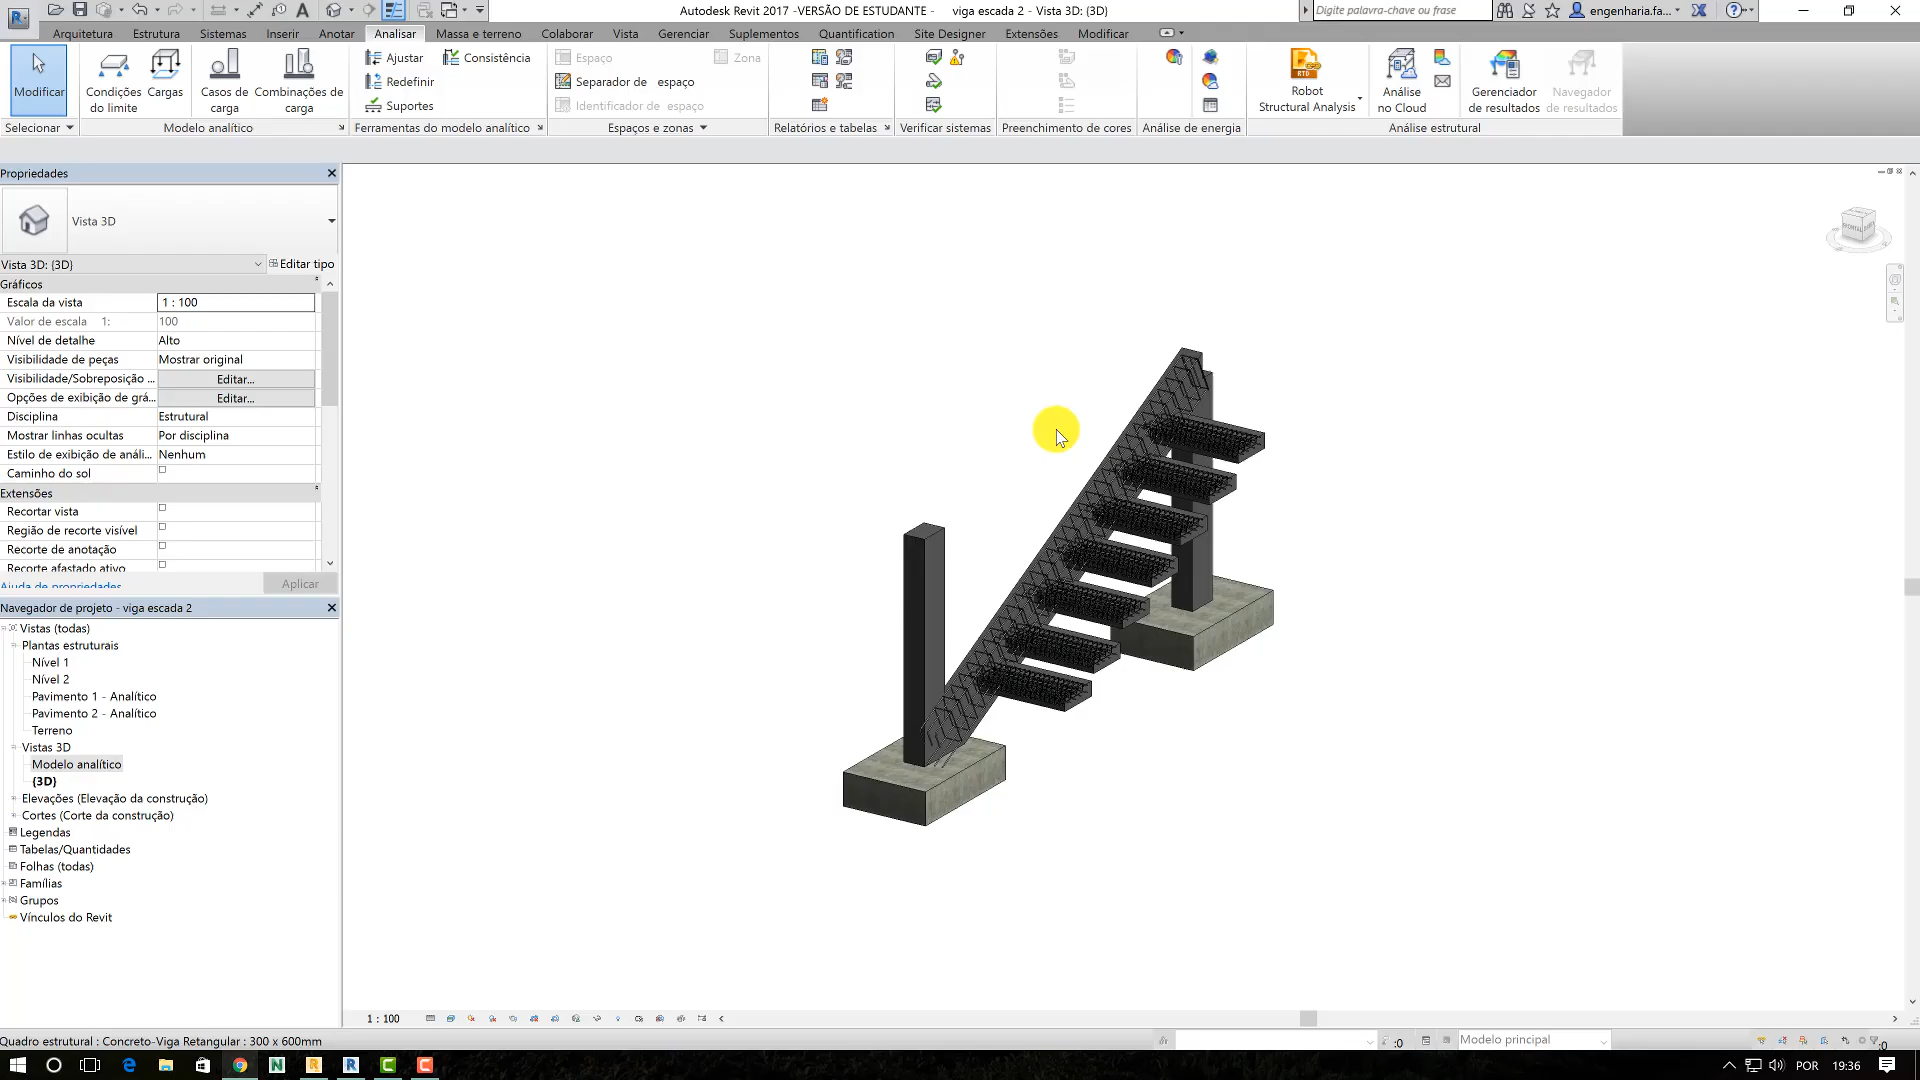 Autodesk Revit 2017 -VERSÃO DE ESTUDANTE - viga escada 2 - Vista 3D: {3D}
Digite palavra-chave ou frase
engenharia.fa...
Arquitetura Estrutura Sistemas Inserir Anotar Analisar Massa e terreno Colaborar Vista Gerenciar Suplementos Quantification Site Designer Extensões Modificar
Modificar
Condições do limite
Cargas
Casos de carga
Combinações de carga
Ajustar
Redefinir
Suportes
Consistência
Espaço
Separador de espaço
Identificador de espaço
Zona
Robot Structural Analysis
Análise no Cloud
Gerenciador de resultados
Navegador de resultados
Selecionar
Modelo analítico
Ferramentas do modelo analítico
Espaços e zonas
Relatórios e tabelas
Verificar sistemas
Preenchimento de cores
Análise de energia
Análise estrutural
Propriedades
Vista 3D
Vista 3D: {3D}
Editar tipo
Gráficos
Escala da vista 1 : 100
Valor de escala 1: 100
Nível de detalhe Alto
Visibilidade de peças Mostrar original
Visibilidade/Sobreposição ... Editar...
Opções de exibição de grá... Editar...
Disciplina Estrutural
Mostrar linhas ocultas Por disciplina
Estilo de exibição de análi... Nenhum
Caminho do sol
Extensões
Recortar vista
Região de recorte visível
Recorte de anotação
Recorte afastado ativo
Ajuda de propriedades
Aplicar
Navegador de projeto - viga escada 2
Vistas (todas)
Plantas estruturais
Nível 1
Nível 2
Pavimento 1 - Analítico
Pavimento 2 - Analítico
Terreno
Vistas 3D
Modelo analítico
{3D}
Elevações (Elevação da construção)
Cortes (Corte da construção)
Legendas
Tabelas/Quantidades
Folhas (todas)
Famílias
Grupos
Vínculos do Revit
1 : 100
Quadro estrutural : Concreto-Viga Retangular : 300 x 600mm
:0
Modelo principal
:0
POR 19:36